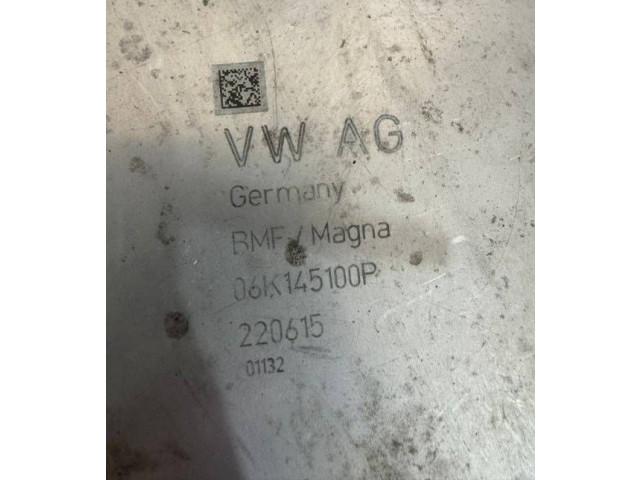 VW AG
Germany
BMF / Magna
06K145100P
220615
01132